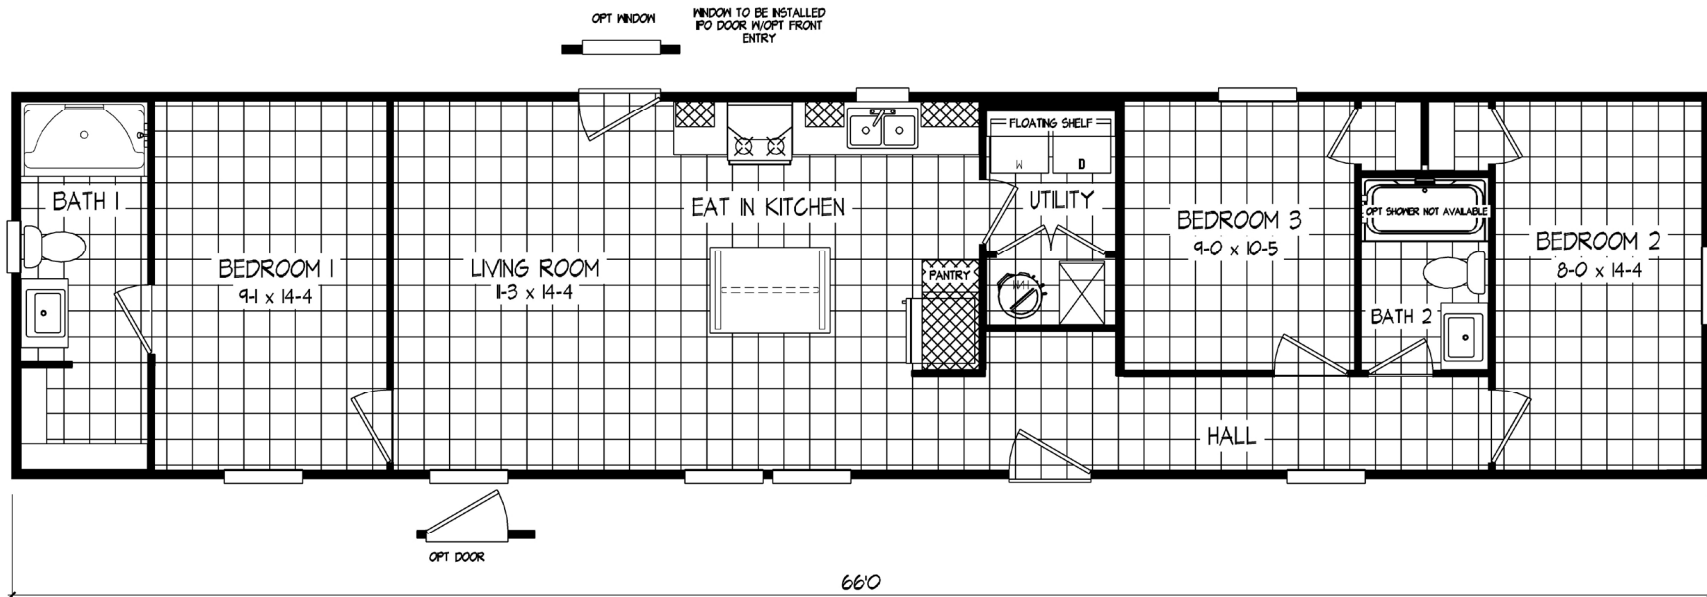 OPT WINDOW
WINDOW TO BE INSTALLED
IPO DOOR W/OPT FRONT
ENTRY
FLOATING SHELF
W
D
BATH 1
EAT IN KITCHEN
UTILITY
BEDROOM 3
9-0 x 10-5
OPT SHOWER NOT AVAILABLE
BEDROOM 2
8-0 x 14-4
BEDROOM 1
9-1 x 14-4
LIVING ROOM
11-3 x 14-4
PANTRY
WH
BATH 2
HALL
OPT DOOR
66'0